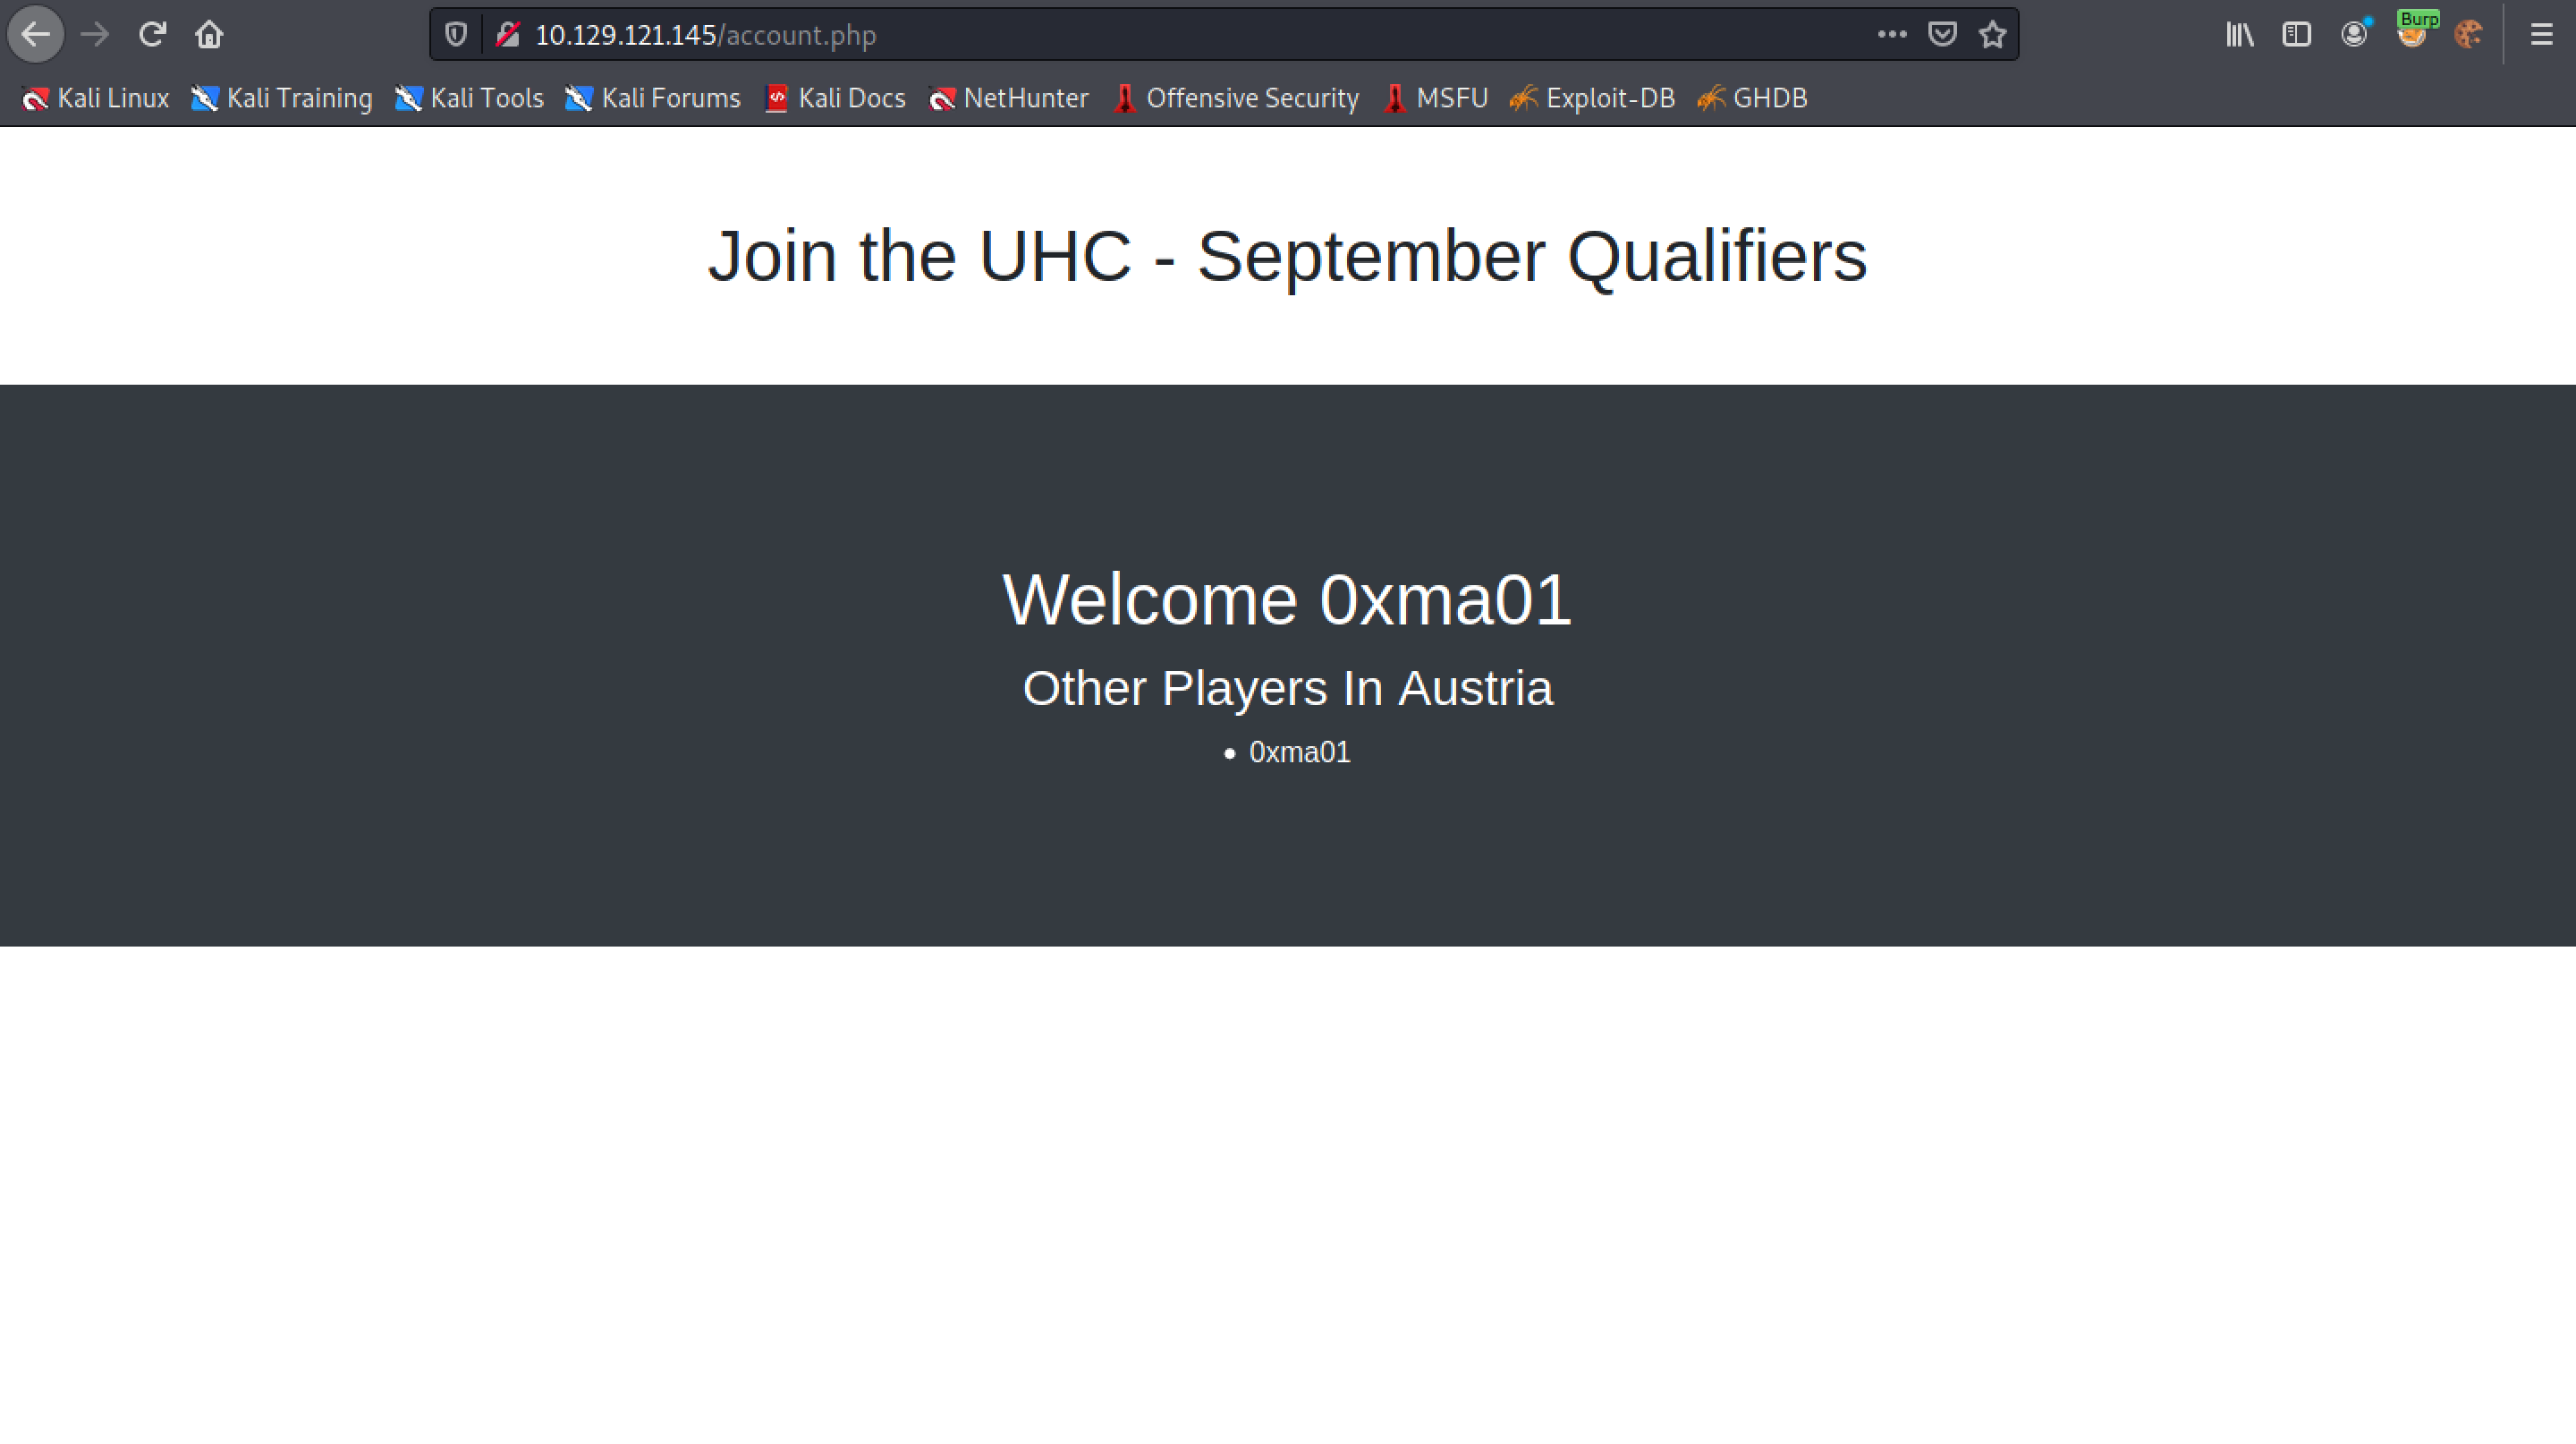 10.129.121.145/account.php
Burp
Kali Linux Kali Training Kali Tools Kali Forums Kali Docs NetHunter Offensive Security MSFU Exploit-DB GHDB
Join the UHC - September Qualifiers
Welcome 0xma01
Other Players In Austria
• 0xma01